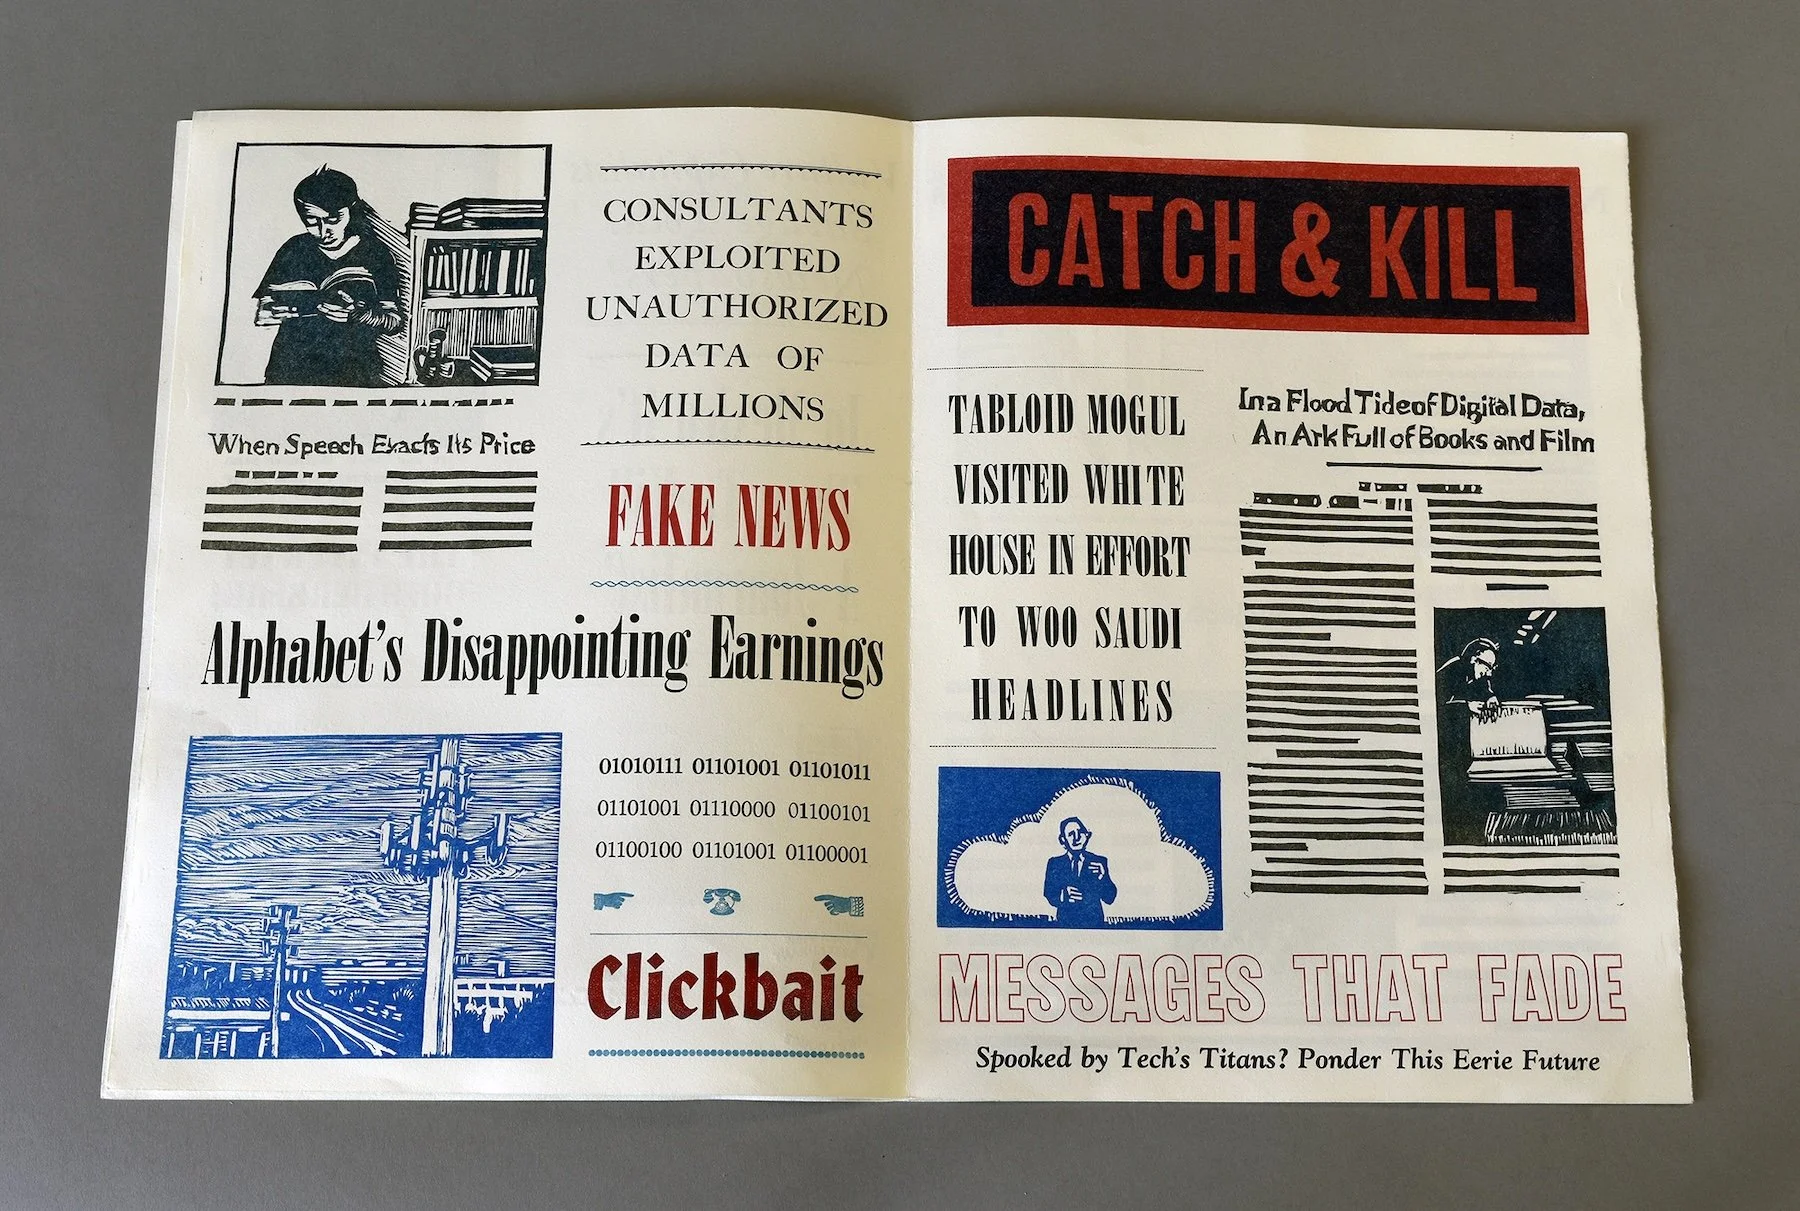 When Speech Exacts Its Price
CONSULTANTS
EXPLOITED
UNAUTHORIZED
DATA OF
MILLIONS
FAKE NEWS
Alphabet's Disappointing Earnings
01010111 01101001 01101011
01101001 01110000 01100101
01100100 01101001 01100001
Clickbait
CATCH & KILL
TABLOID MOGUL
VISITED WHITE
HOUSE IN EFFORT
TO WOO SAUDI
HEADLINES
In a Flood Tide of Digital Data,
An Ark Full of Books and Film
MESSAGES THAT FADE
Spooked by Tech's Titans? Ponder This Eerie Future